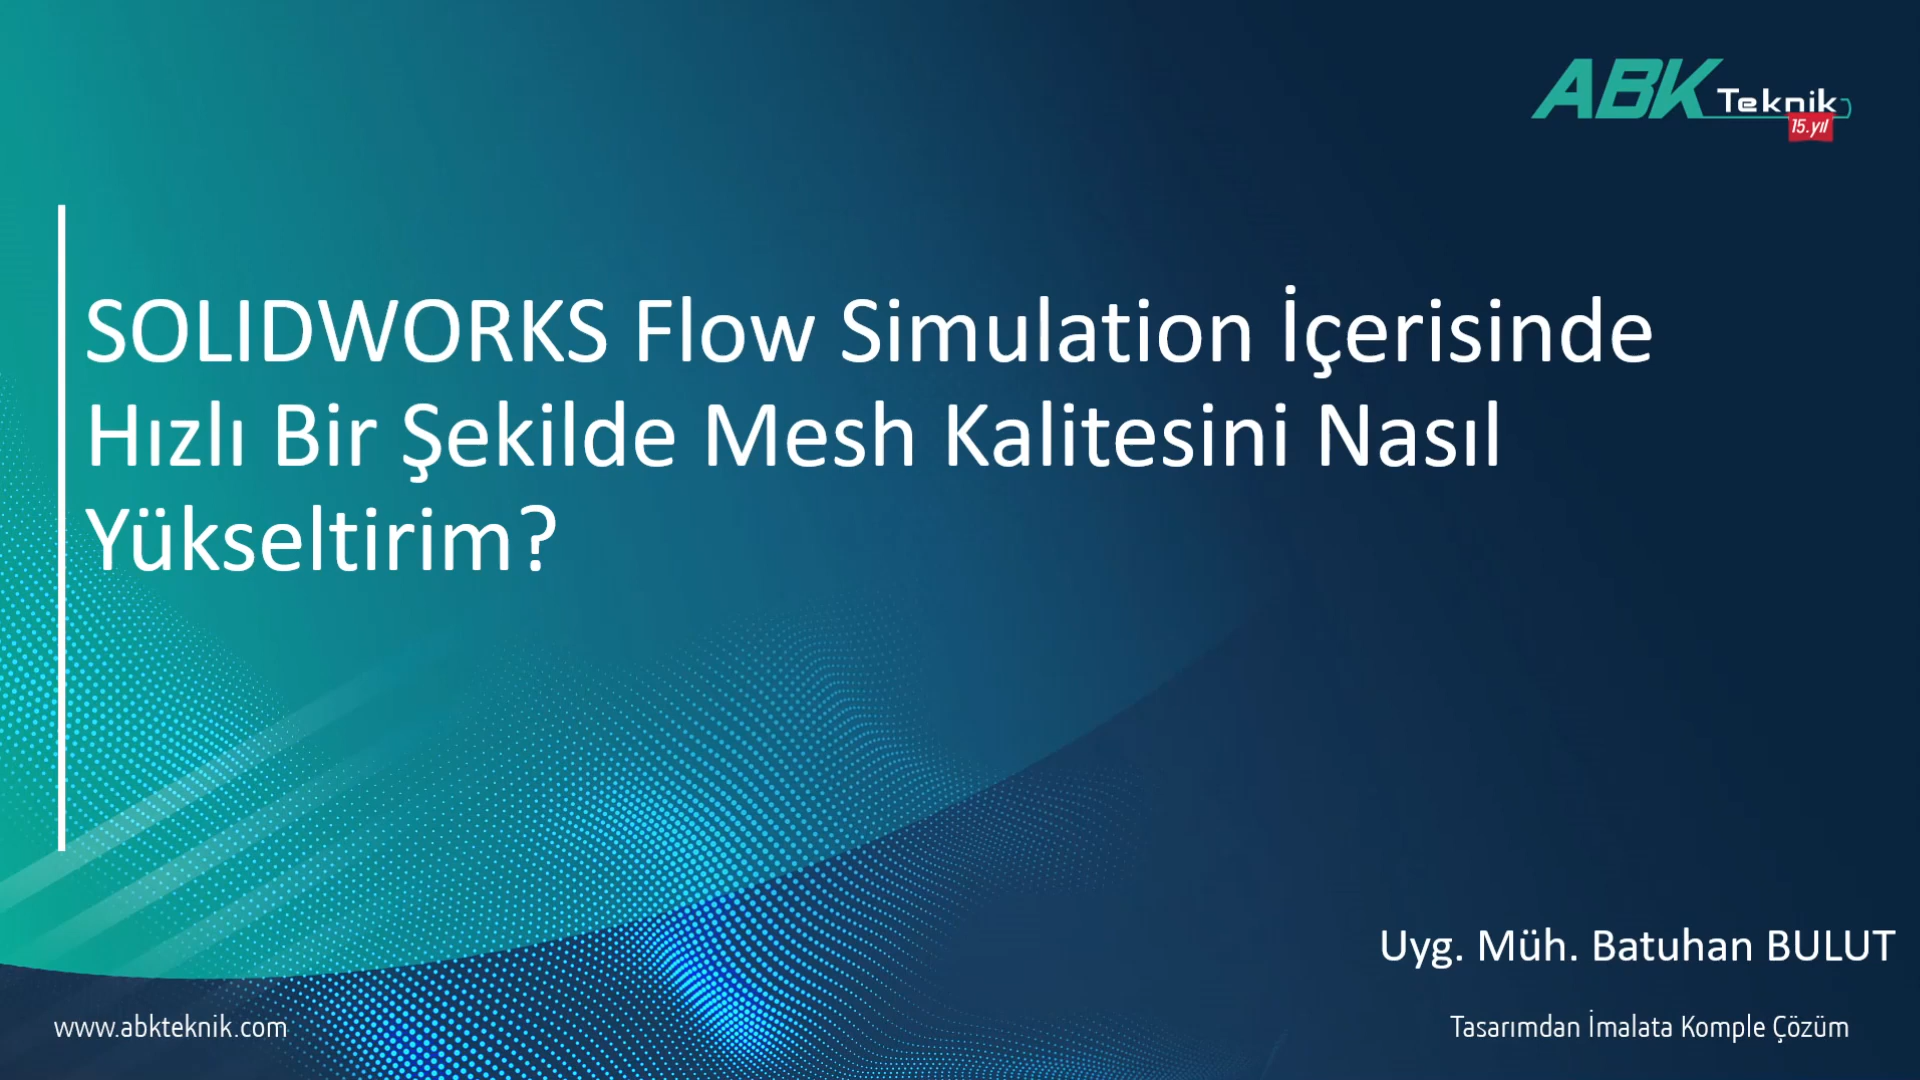 ABK Teknik
15.yıl
SOLIDWORKS Flow Simulation İçerisinde
Hızlı Bir Şekilde Mesh Kalitesini Nasıl
Yükseltirim?
Uyg. Müh. Batuhan BULUT
www.abkteknik.com
Tasarımdan İmalata Komple Çözüm